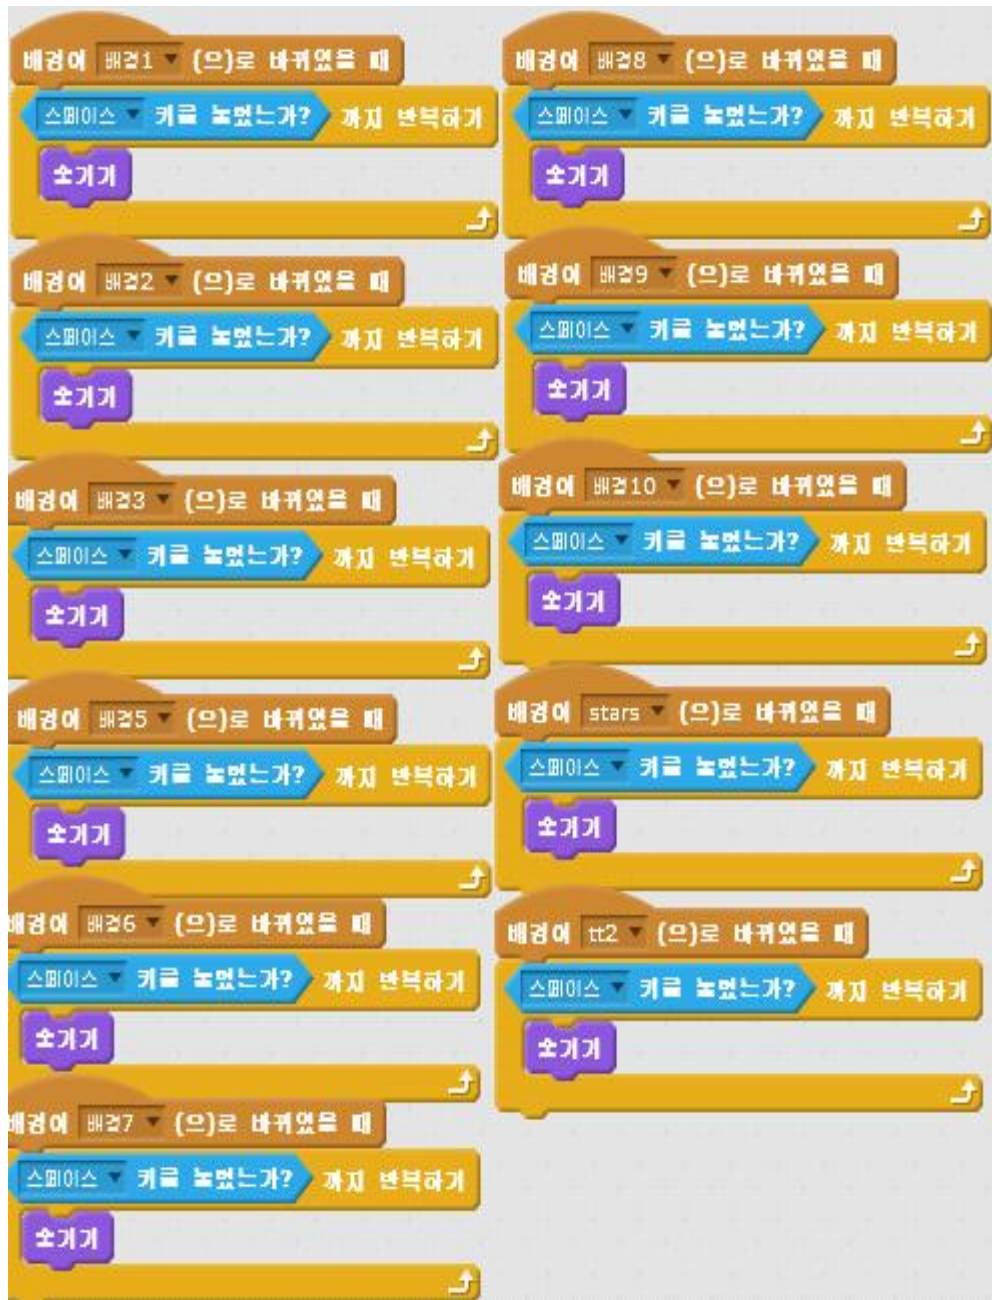 배경이 배경1 (으)로 바뀌었을 때
스페이스 키를 눌렀는가? 까지 반복하기
숨기기
배경이 배경2 (으)로 바뀌었을 때
스페이스 키를 눌렀는가? 까지 반복하기
숨기기
배경이 배경3 (으)로 바뀌었을 때
스페이스 키를 눌렀는가? 까지 반복하기
숨기기
배경이 배경5 (으)로 바뀌었을 때
스페이스 키를 눌렀는가? 까지 반복하기
숨기기
배경이 배경6 (으)로 바뀌었을 때
스페이스 키를 눌렀는가? 까지 반복하기
숨기기
배경이 배경7 (으)로 바뀌었을 때
스페이스 키를 눌렀는가? 까지 반복하기
숨기기
배경이 배경8 (으)로 바뀌었을 때
스페이스 키를 눌렀는가? 까지 반복하기
숨기기
배경이 배경9 (으)로 바뀌었을 때
스페이스 키를 눌렀는가? 까지 반복하기
숨기기
배경이 배경10 (으)로 바뀌었을 때
스페이스 키를 눌렀는가? 까지 반복하기
숨기기
배경이 stars (으)로 바뀌었을 때
스페이스 키를 눌렀는가? 까지 반복하기
숨기기
배경이 tt2 (으)로 바뀌었을 때
스페이스 키를 눌렀는가? 까지 반복하기
숨기기